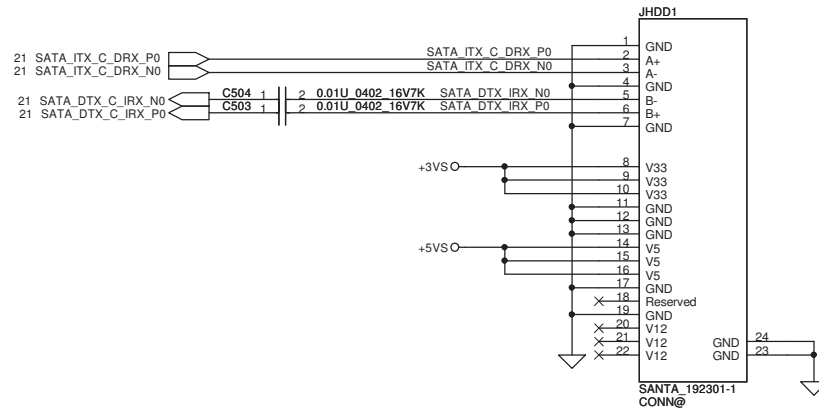 JHDD1
1 GND
21 SATA_ITX_C_DRX_P0 SATA_ITX_C_DRX_P0 2 A+
21 SATA_ITX_C_DRX_N0 SATA_ITX_C_DRX_N0 3 A-
4 GND
21 SATA_DTX_C_IRX_N0 C504 1 2 0.01U_0402_16V7K SATA_DTX_IRX_N0 5 B-
21 SATA_DTX_C_IRX_P0 C503 1 2 0.01U_0402_16V7K SATA_DTX_IRX_P0 6 B+
7 GND
+3VS 8 V33
9 V33
10 V33
11 GND
12 GND
13 GND
+5VS 14 V5
15 V5
16 V5
17 GND
18 Reserved
19 GND
20 V12
21 V12 GND 24
22 V12 GND 23
SANTA_192301-1
CONN@